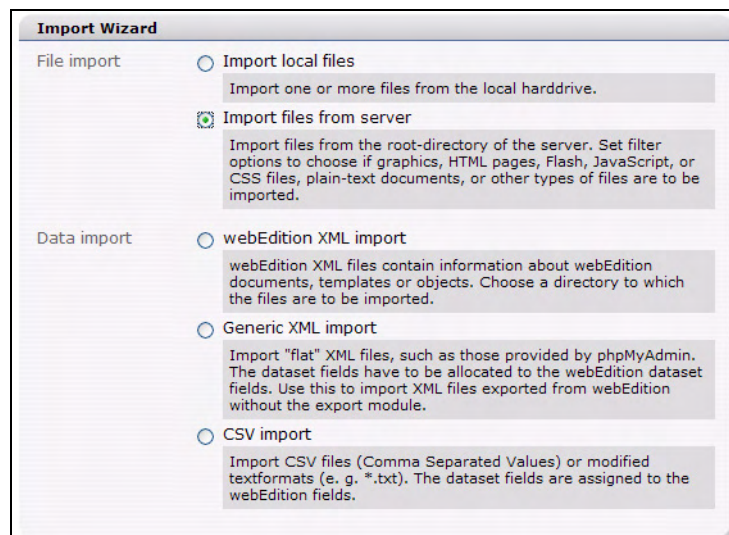 Import Wizard
File import
Import local files
Import one or more files from the local harddrive.
Import files from server
Import files from the root-directory of the server. Set filter
options to choose if graphics, HTML pages, Flash, JavaScript, or
CSS files, plain-text documents, or other types of files are to be
imported.
Data import
webEdition XML import
webEdition XML files contain information about webEdition
documents, templates or objects. Choose a directory to which
the files are to be imported.
Generic XML import
Import "flat" XML files, such as those provided by phpMyAdmin.
The dataset fields have to be allocated to the webEdition dataset
fields. Use this to import XML files exported from webEdition
without the export module.
CSV import
Import CSV files (Comma Separated Values) or modified
textformats (e. g. *.txt). The dataset fields are assigned to the
webEdition fields.